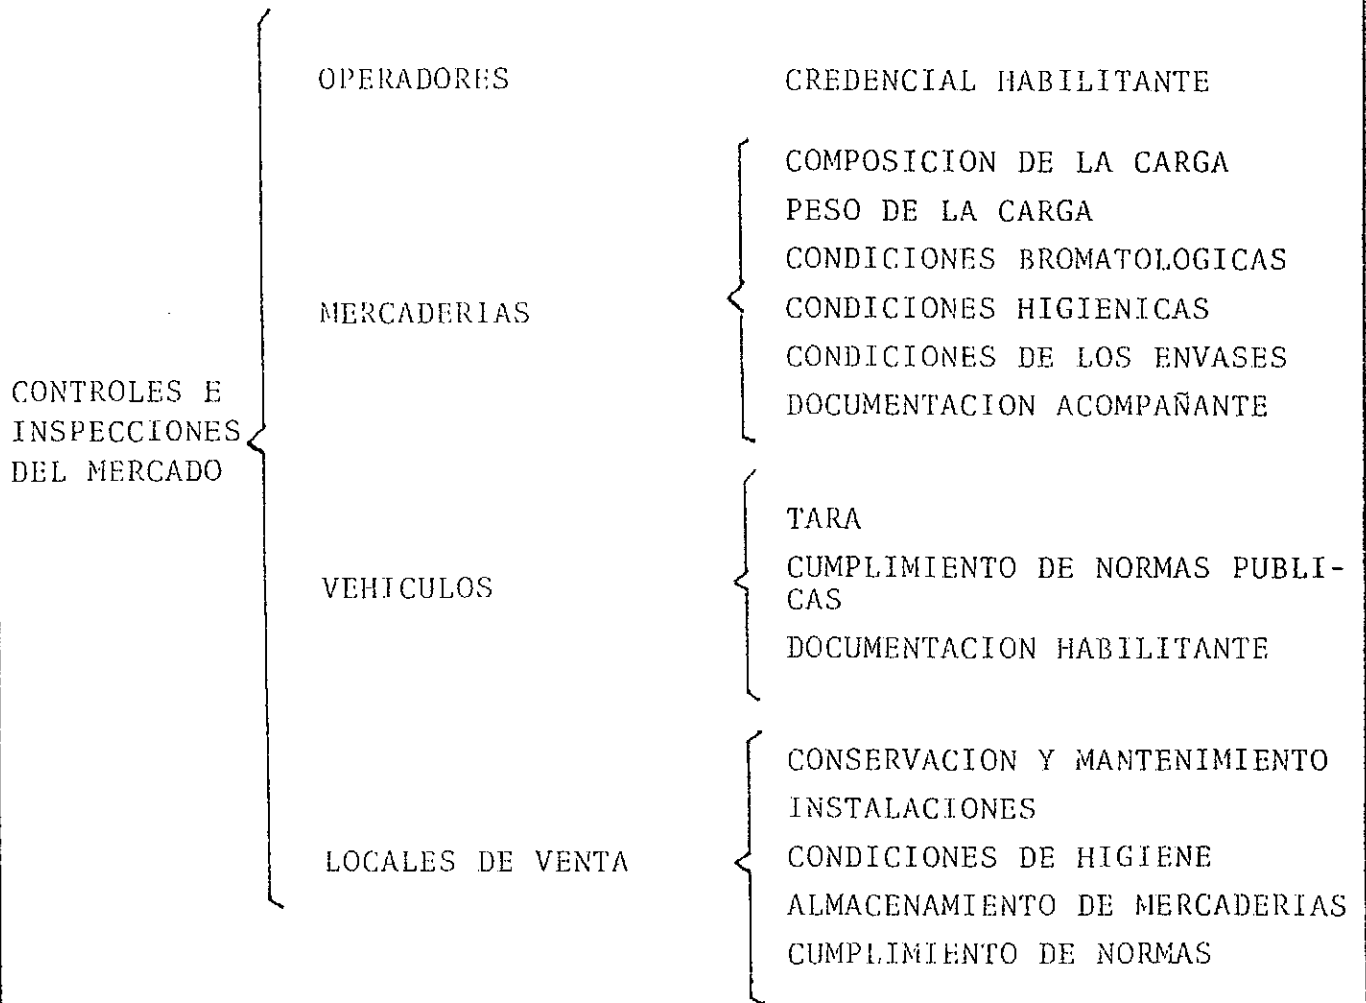 OPERADORES
CREDENCIAL HABILITANTE
CONTROLES E
INSPECCIONES
DEL MERCADO
MERCADERIAS
COMPOSICION DE LA CARGA
PESO DE LA CARGA
CONDICIONES BROMATOLOGICAS
CONDICIONES HIGIENICAS
CONDICIONES DE LOS ENVASES
DOCUMENTACION ACOMPAÑANTE
VEHICULOS
TARA
CUMPLIMIENTO DE NORMAS PUBLI-
CAS
DOCUMENTACION HABILITANTE
LOCALES DE VENTA
CONSERVACION Y MANTENIMIENTO
INSTALACIONES
CONDICIONES DE HIGIENE
ALMACENAMIENTO DE MERCADERIAS
CUMPLIMIENTO DE NORMAS